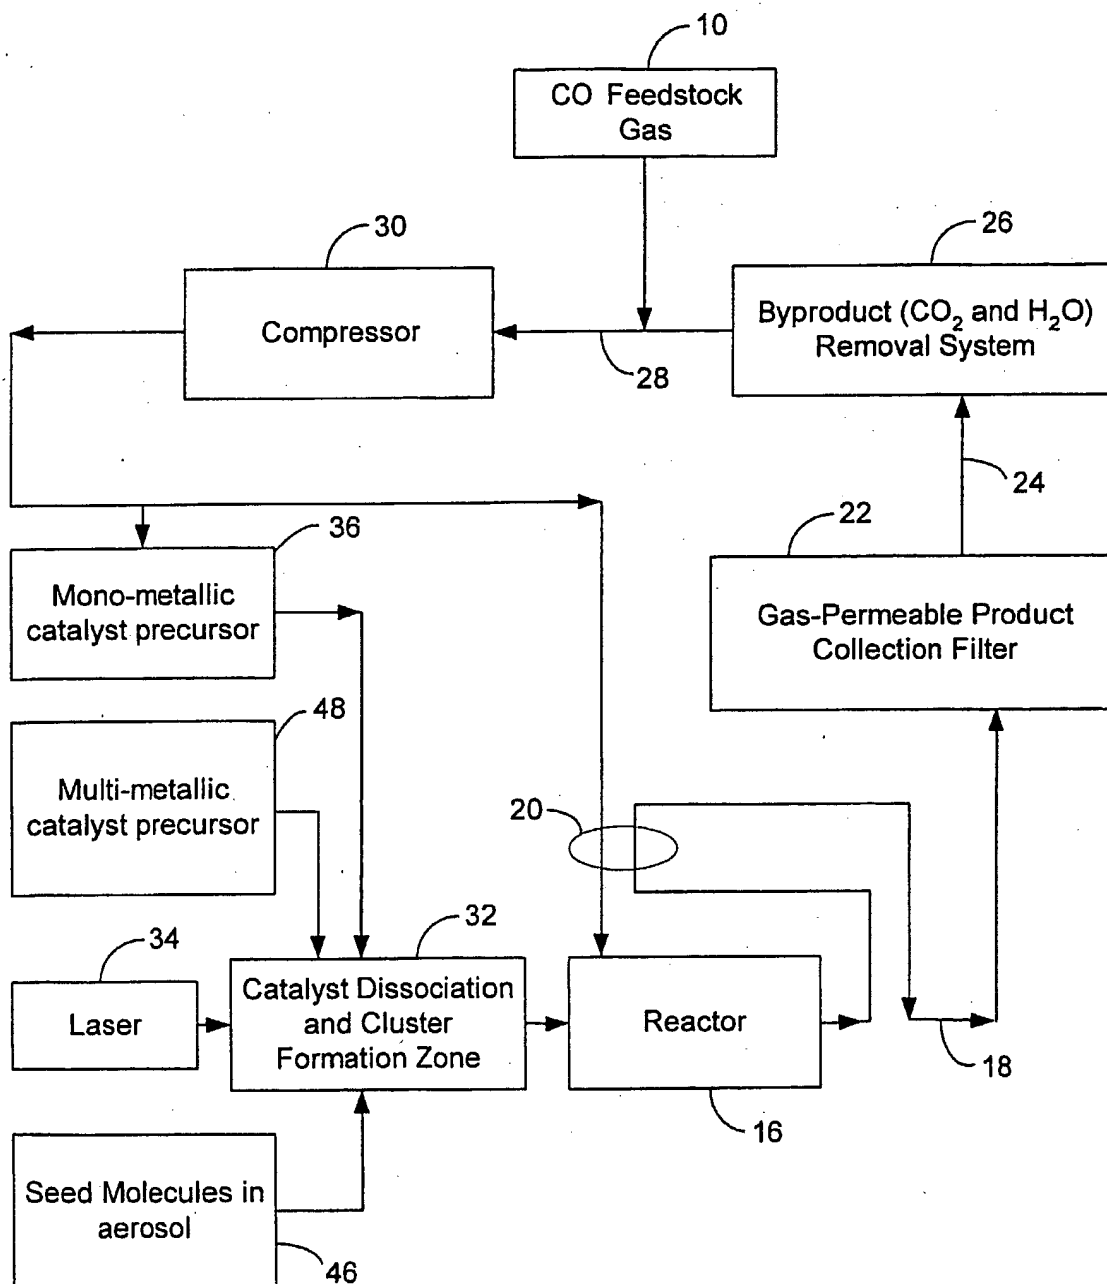 10
CO Feedstock
Gas
30
26
Compressor
Byproduct (CO₂ and H₂O)
Removal System
28
24
36
22
Mono-metallic
catalyst precursor
Gas-Permeable Product
Collection Filter
48
Multi-metallic
catalyst precursor
20
34
32
Laser
Catalyst Dissociation
and Cluster
Formation Zone
Reactor
18
16
Seed Molecules in
aerosol
46